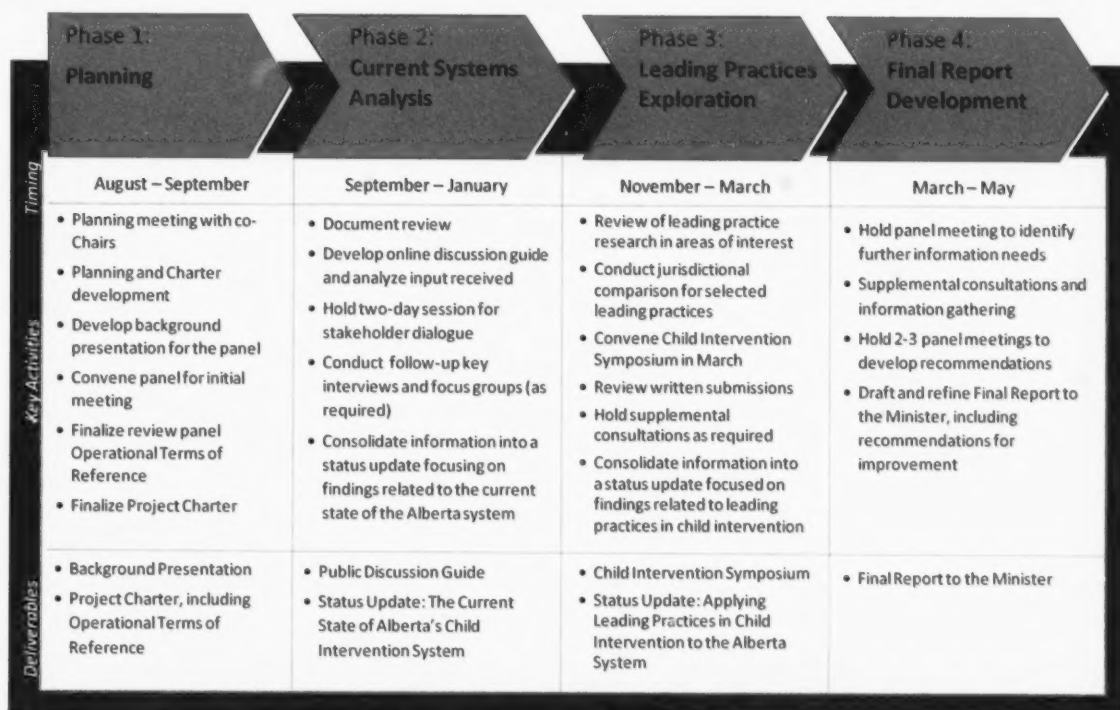 Phase 1:
Planning
Phase 2:
Current Systems
Analysis
Phase 3:
Leading Practices
Exploration
Phase 4:
Final Report
Development
Timing
August – September
September – January
November – March
March – May
Key Activities
• Planning meeting with co-
Chairs
• Planning and Charter
development
• Develop background
presentation for the panel
• Convene panel for initial
meeting
• Finalize review panel
Operational Terms of
Reference
• Finalize Project Charter
• Document review
• Develop online discussion guide
and analyze input received
• Hold two-day session for
stakeholder dialogue
• Conduct follow-up key
interviews and focus groups (as
required)
• Consolidate information into a
status update focusing on
findings related to the current
state of the Alberta system
• Review of leading practice
research in areas of interest
• Conduct jurisdictional
comparison for selected
leading practices
• Convene Child Intervention
Symposium in March
• Review written submissions
• Hold supplemental
consultations as required
• Consolidate information into
a status update focused on
findings related to leading
practices in child intervention
• Hold panel meeting to identify
further information needs
• Supplemental consultations and
information gathering
• Hold 2-3 panel meetings to
develop recommendations
• Draft and refine Final Report to
the Minister, including
recommendations for
improvement
Deliverables
• Background Presentation
• Project Charter, including
Operational Terms of
Reference
• Public Discussion Guide
• Status Update: The Current
State of Alberta's Child
Intervention System
• Child Intervention Symposium
• Status Update: Applying
Leading Practices in Child
Intervention to the Alberta
System
• Final Report to the Minister